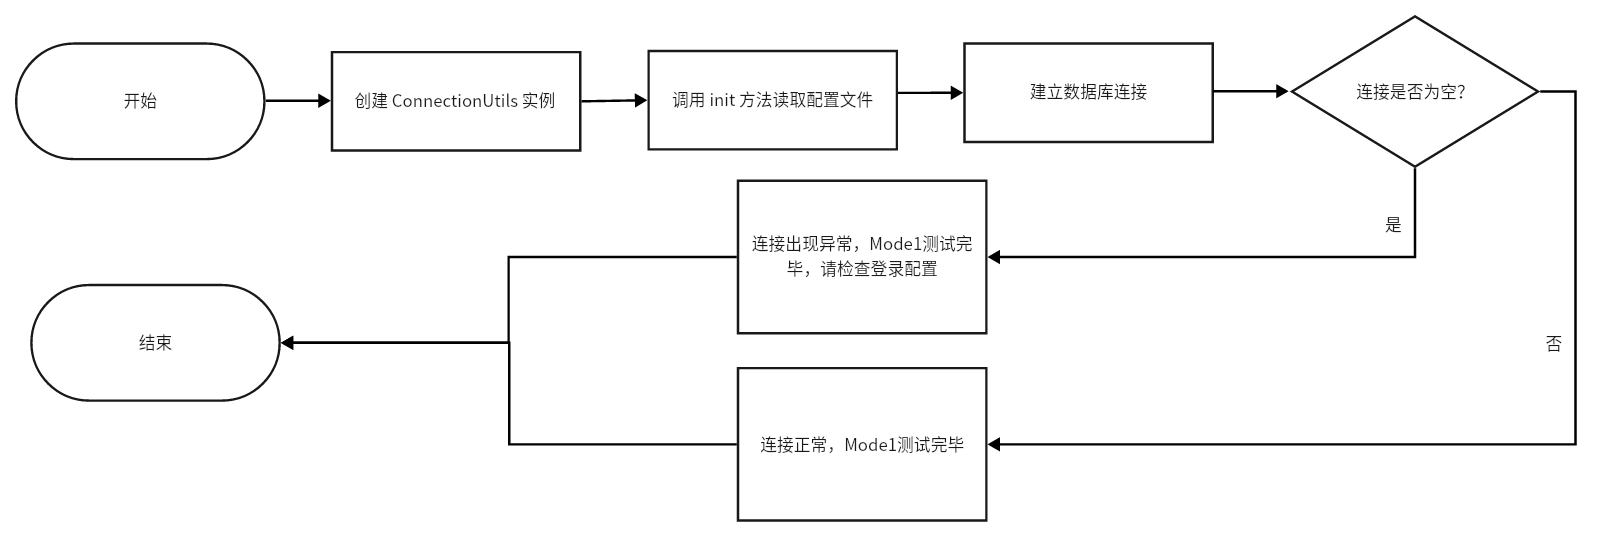 开始
创建 ConnectionUtils 实例
调用 init 方法读取配置文件
建立数据库连接
连接是否为空?
是
连接出现异常，Mode1测试完
毕，请检查登录配置
结束
否
连接正常，Mode1测试完毕